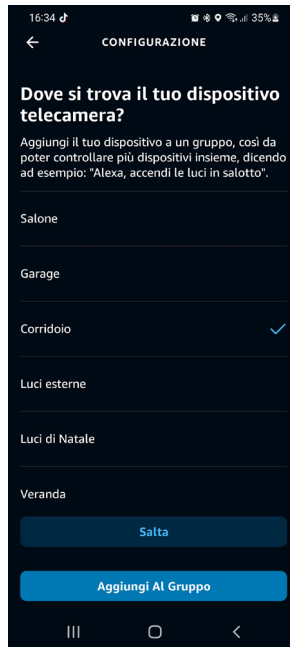 16:34
35%
CONFIGURAZIONE
Dove si trova il tuo dispositivo
telecamera?
Aggiungi il tuo dispositivo a un gruppo, così da
poter controllare più dispositivi insieme, dicendo
ad esempio: "Alexa, accendi le luci in salotto".
Salone
Garage
Corridoio
Luci esterne
Luci di Natale
Veranda
Salta
Aggiungi Al Gruppo